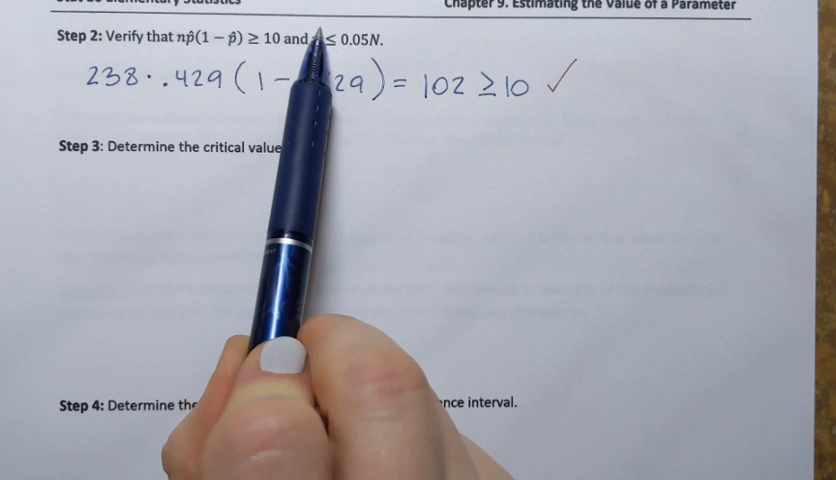 Chapter 9. Estimating the Value of a Parameter
Step 2: Verify that np̂(1 − p̂) ≥ 10 and ≤ 0.05N.
238 · .429 (1 − 29) = 102 ≥ 10 ✓
Step 3: Determine the critical value
Step 4: Determine the nce interval.